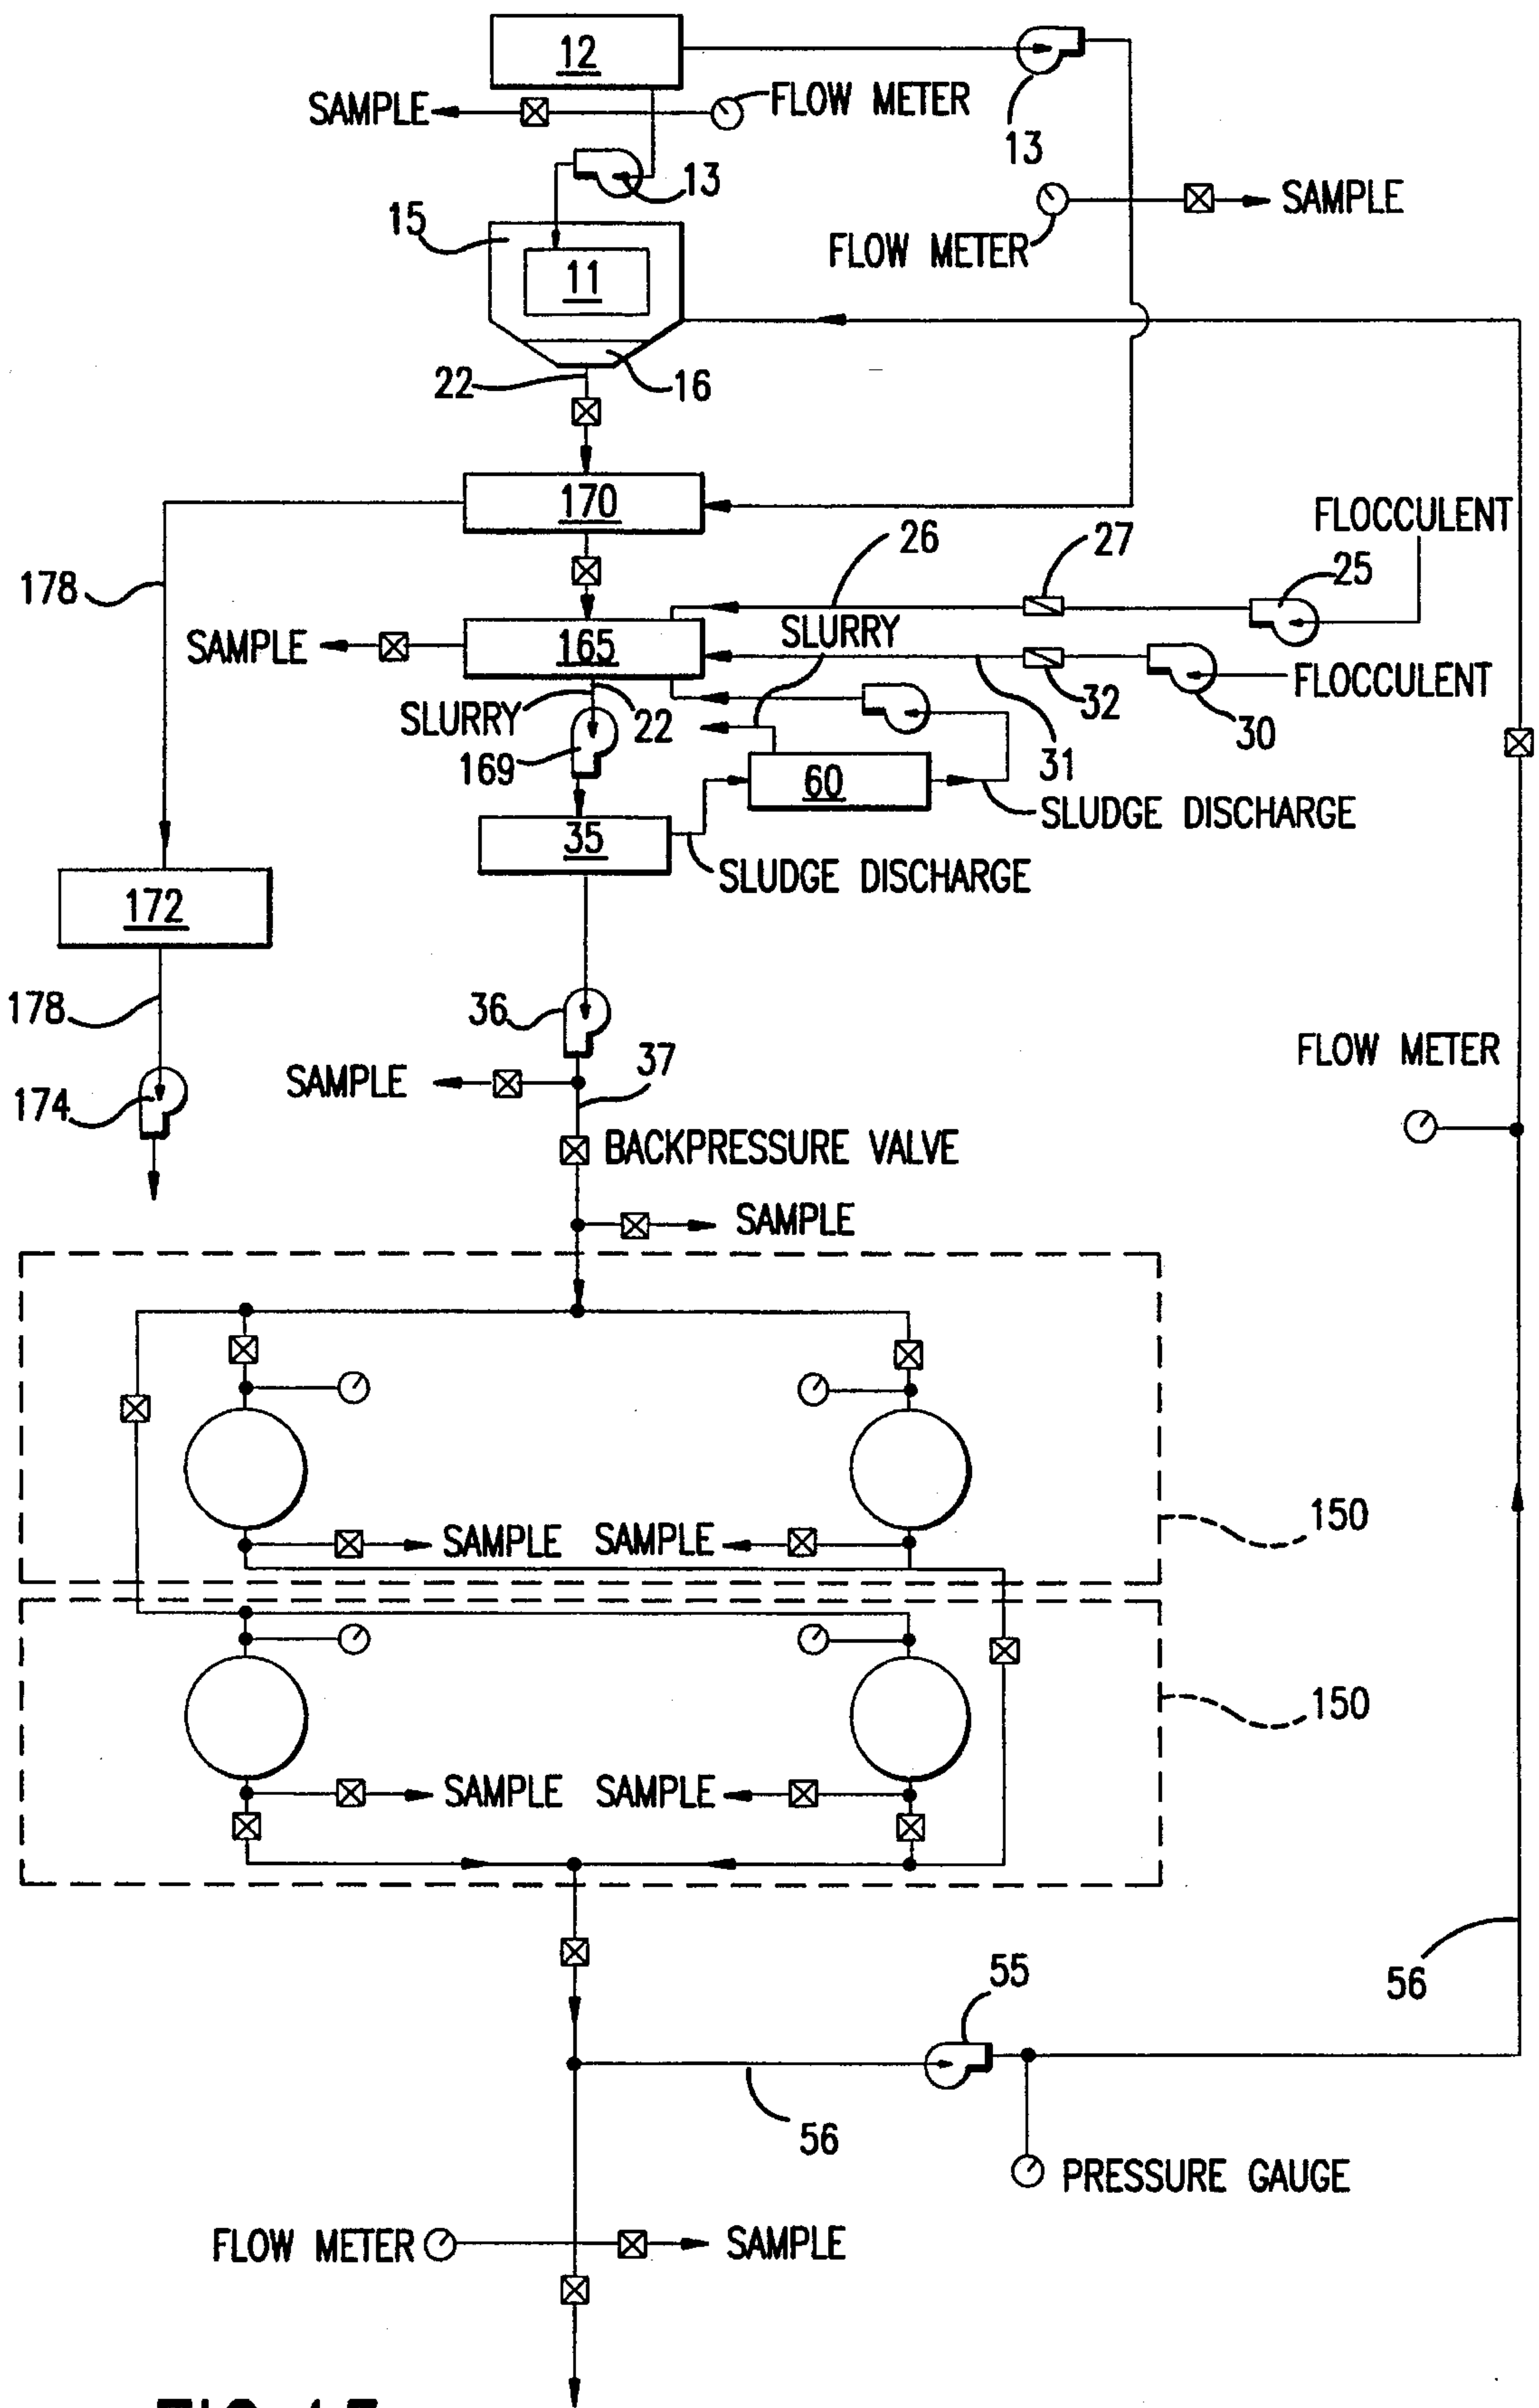 12
SAMPLE
FLOW METER
13
13
15
11
FLOW METER
SAMPLE
22
16
170
FLOCCULENT
178
26
27
25
SAMPLE
165
SLURRY
FLOCCULENT
SLURRY
22
32
30
169
60
31
SLUDGE DISCHARGE
35
SLUDGE DISCHARGE
172
178
36
37
FLOW METER
SAMPLE
174
BACKPRESSURE VALVE
SAMPLE
SAMPLE SAMPLE
150
150
SAMPLE SAMPLE
55
56
56
PRESSURE GAUGE
FLOW METER
SAMPLE